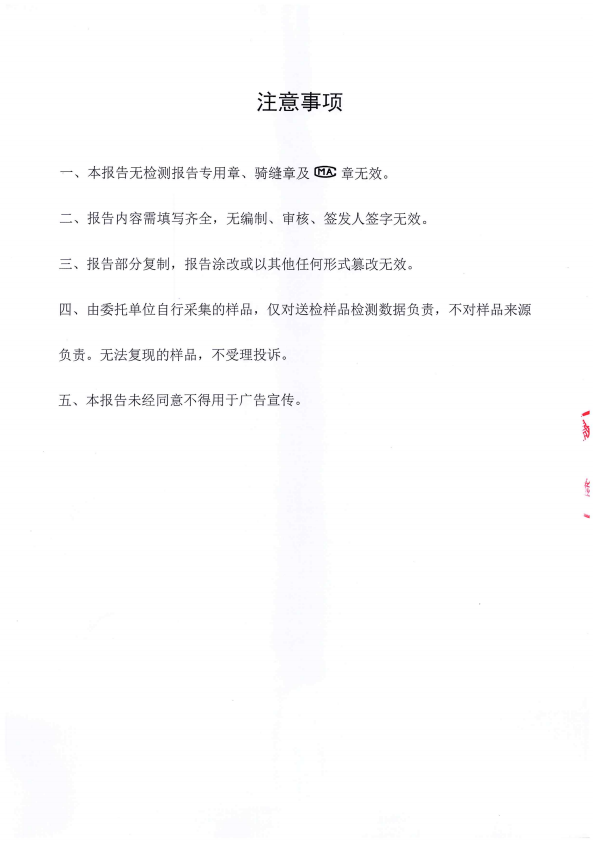 注意事项
一、本报告无检测报告专用章、骑缝章及 MA 章无效。
二、报告内容需填写齐全，无编制、审核、签发人签字无效。
三、报告部分复制，报告涂改或以其他任何形式篡改无效。
四、由委托单位自行采集的样品，仅对送检样品检测数据负责，不对样品来源
负责。无法复现的样品，不受理投诉。
五、本报告未经同意不得用于广告宣传。